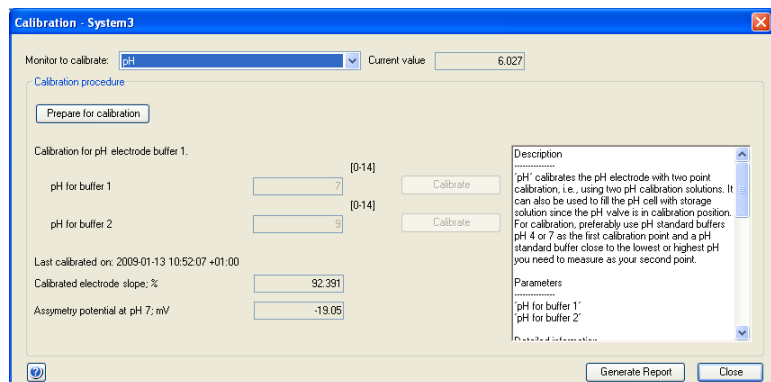 Calibration - System3
Monitor to calibrate: pH Current value 6.027
Calibration procedure
Prepare for calibration
Calibration for pH electrode buffer 1.
[0-14]
pH for buffer 1 7 Calibrate
[0-14]
pH for buffer 2 9 Calibrate
Last calibrated on: 2009-01-13 10:52:07 +01:00
Calibrated electrode slope; % 92.391
Assymetry potential at pH 7; mV -19.05
Description
---------------
'pH' calibrates the pH electrode with two point
calibration, i.e., using two pH calibration solutions. It
can also be used to fill the pH cell with storage
solution since the pH valve is in calibration position.
For calibration, preferably use pH standard buffers
pH 4 or 7 as the first calibration point and a pH
standard buffer close to the lowest or highest pH
you need to measure as your second point.
Parameters
---------------
'pH for buffer 1'
'pH for buffer 2'
Detailed information
? Generate Report Close